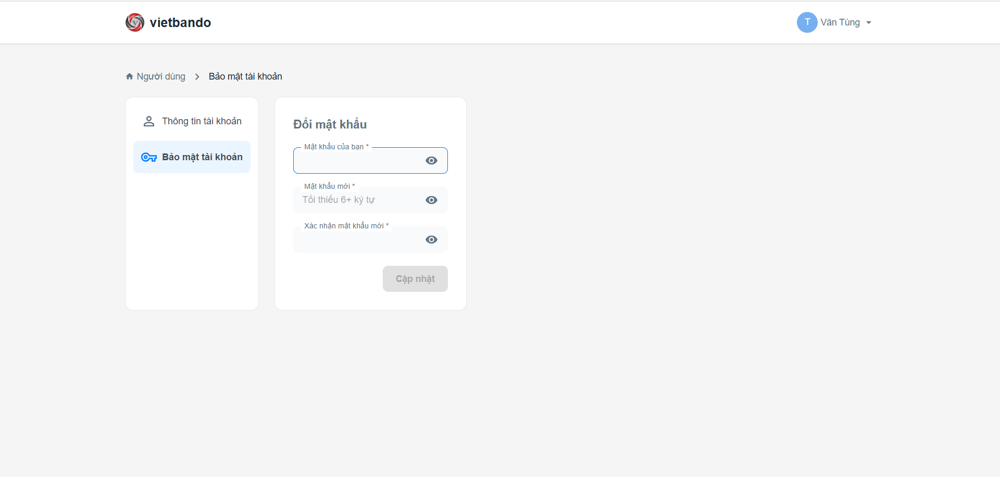 vietbando
T Văn Tùng
Người dùng > Bảo mật tài khoản
Thông tin tài khoản
Bảo mật tài khoản
Đổi mật khẩu
Mật khẩu của bạn *
Mật khẩu mới *
Tối thiểu 6+ ký tự
Xác nhận mật khẩu mới *
Cập nhật